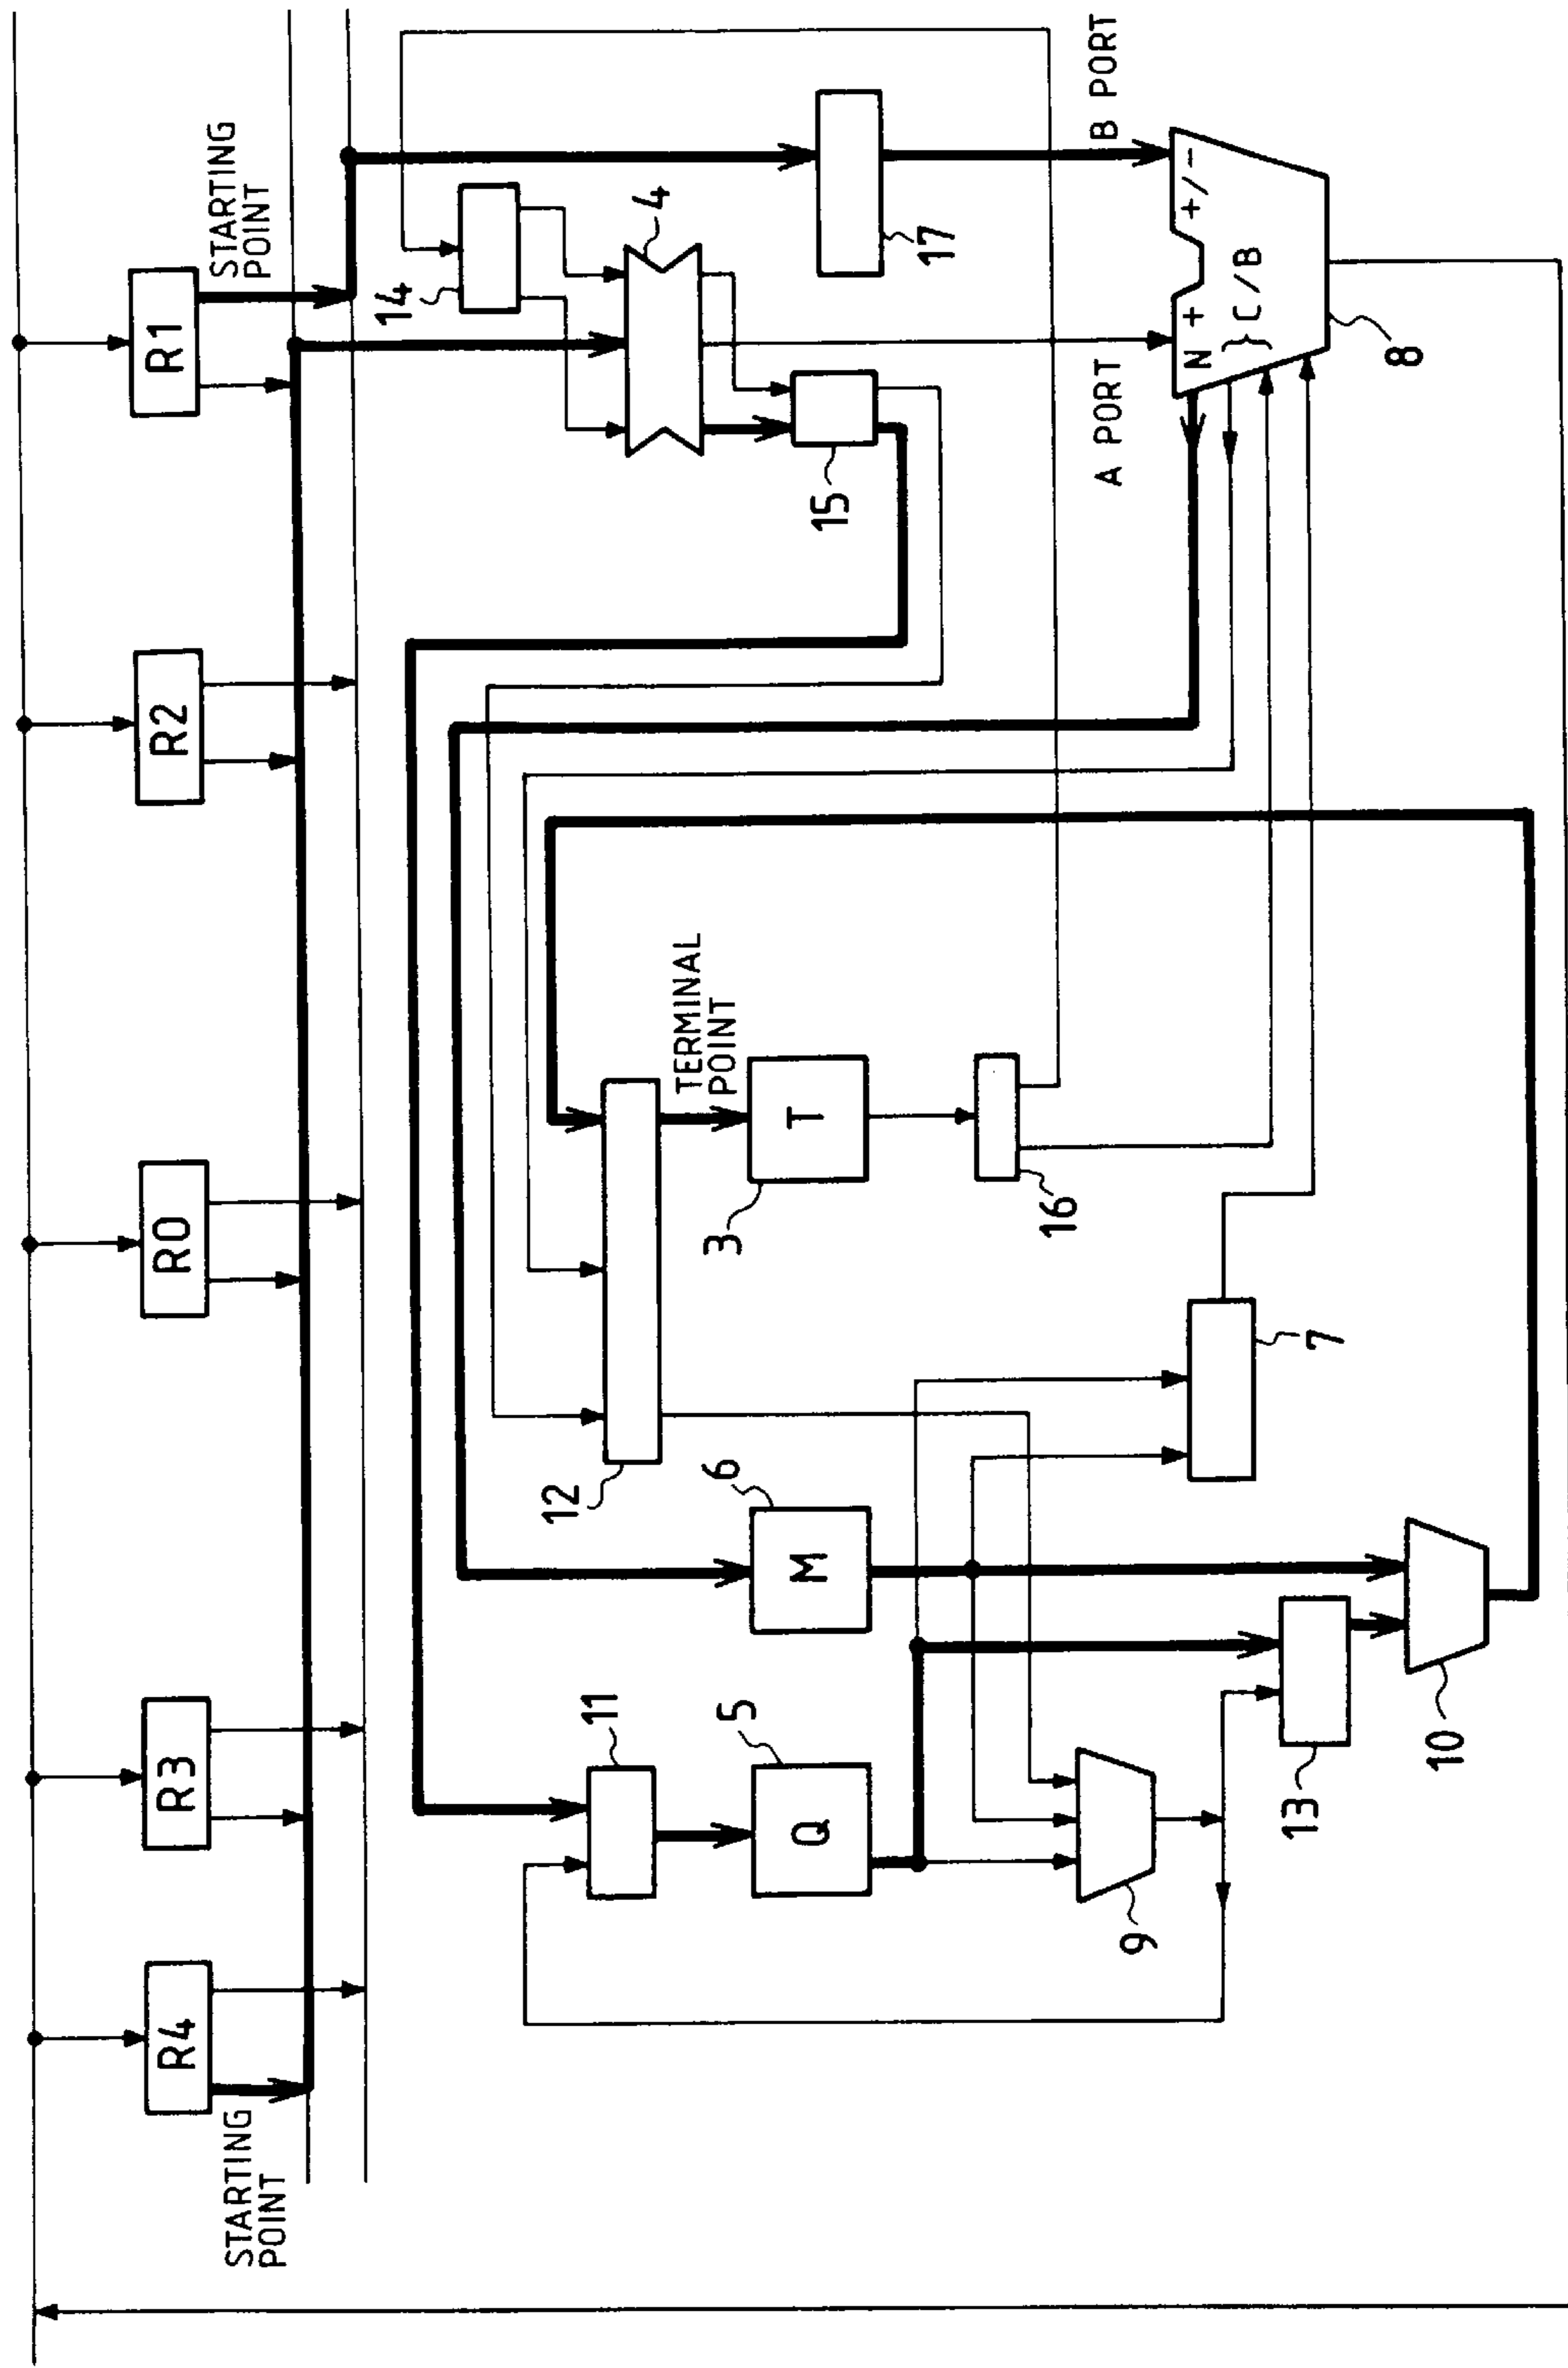 R4
R3
R0
R2
R1
STARTING
POINT
STARTING
POINT
14
4
11
12
5
Q
6
M
TERMINAL
POINT
3
T
15
17
9
16
A PORT
B PORT
13
7
N
+
+/-
} C/B
10
8